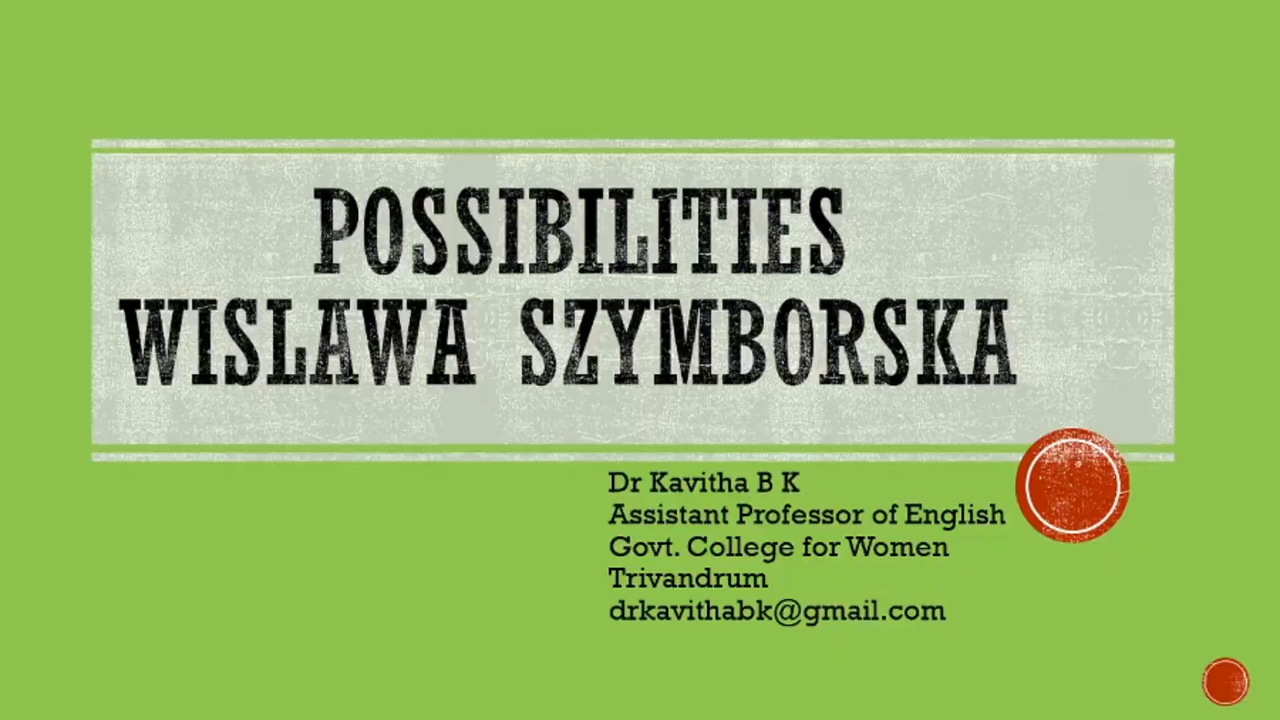 POSSIBILITIES
WISLAWA SZYMBORSKA
Dr Kavitha B K
Assistant Professor of English
Govt. College for Women
Trivandrum
drkavithabk@gmail.com